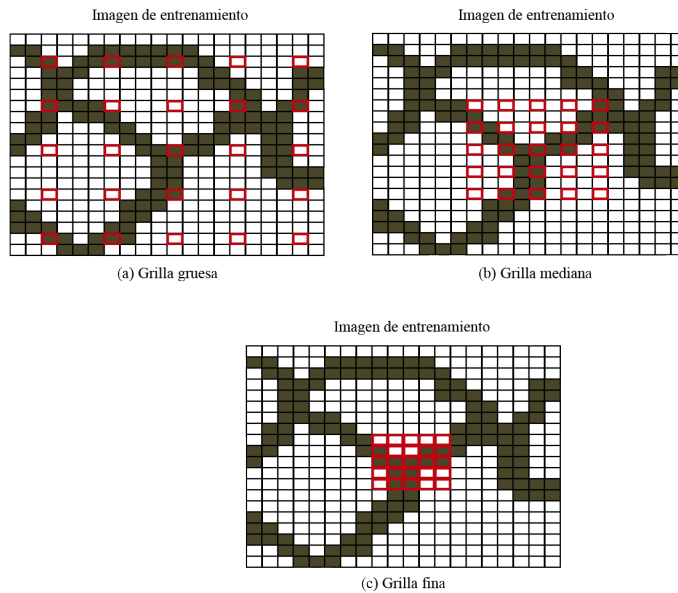 Imagen de entrenamiento
Imagen de entrenamiento
(a) Grilla gruesa
(b) Grilla mediana
Imagen de entrenamiento
(c) Grilla fina